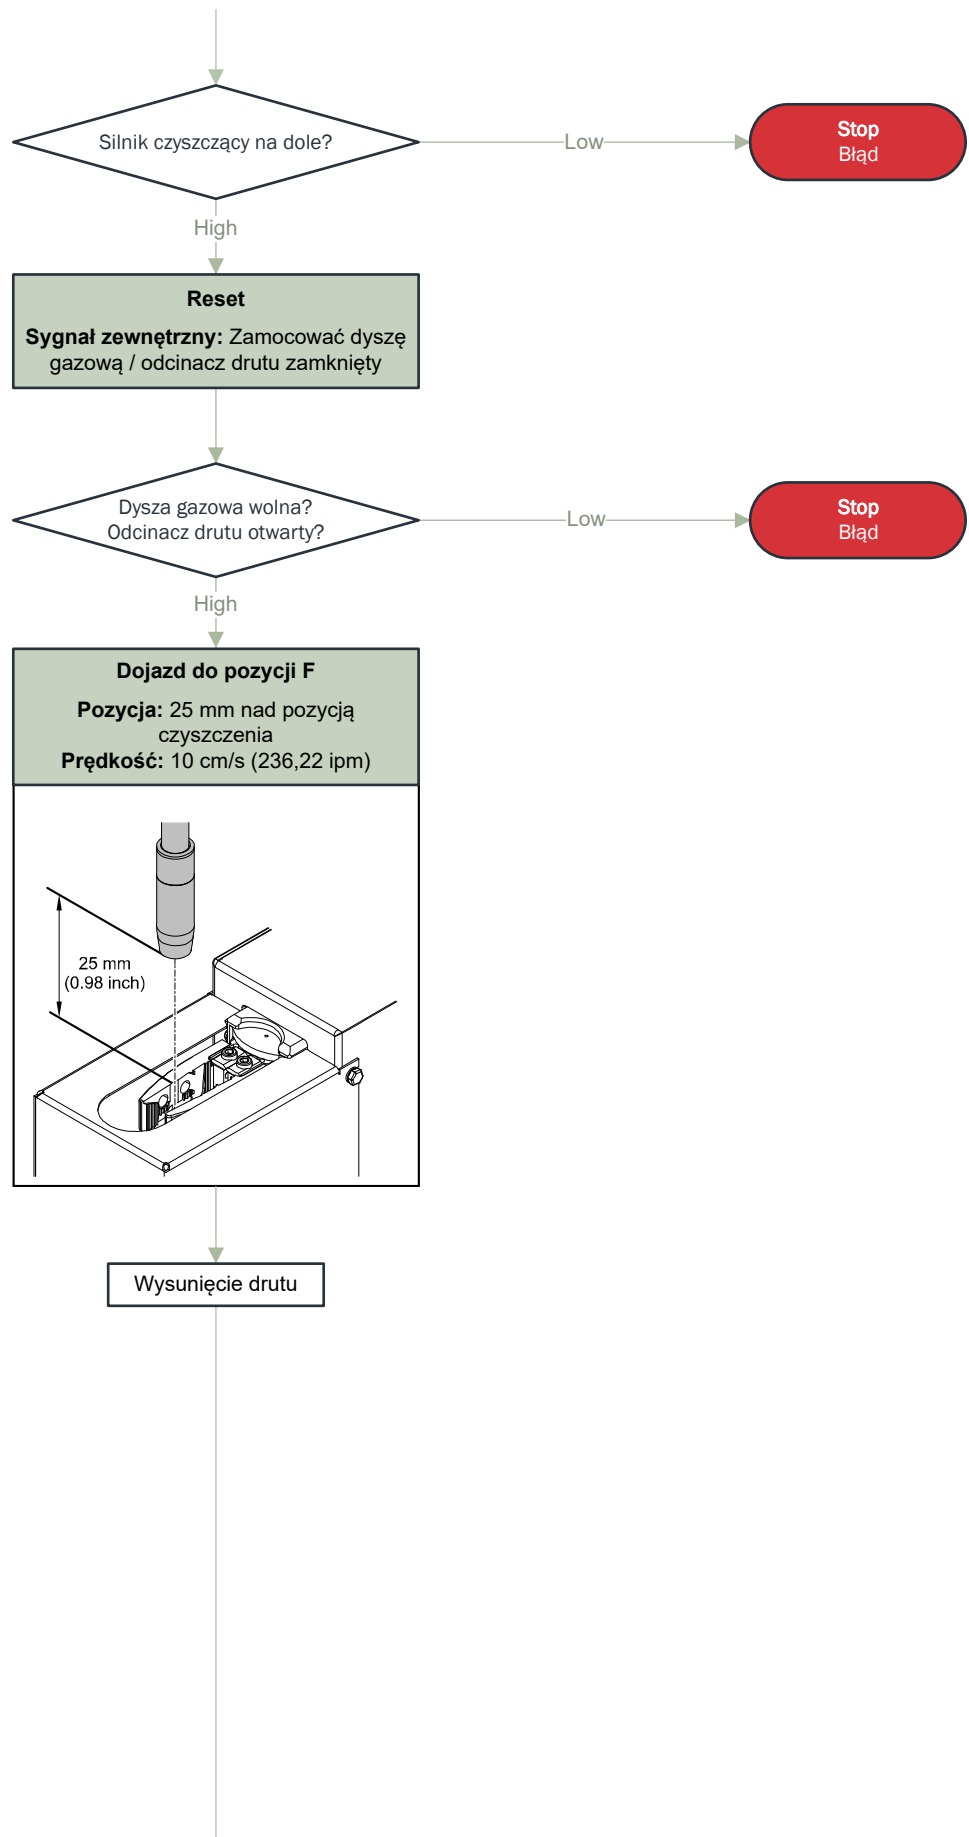 Silnik czyszczący na dole?
Low
Stop
Błąd
High
Reset
Sygnał zewnętrzny: Zamocować dyszę
gazową / odcinacz drutu zamknięty
Dysza gazowa wolna?
Odcinacz drutu otwarty?
Low
Stop
Błąd
High
Dojazd do pozycji F
Pozycja: 25 mm nad pozycją
czyszczenia
Prędkość: 10 cm/s (236,22 ipm)
25 mm
(0.98 inch)
Wysunięcie drutu